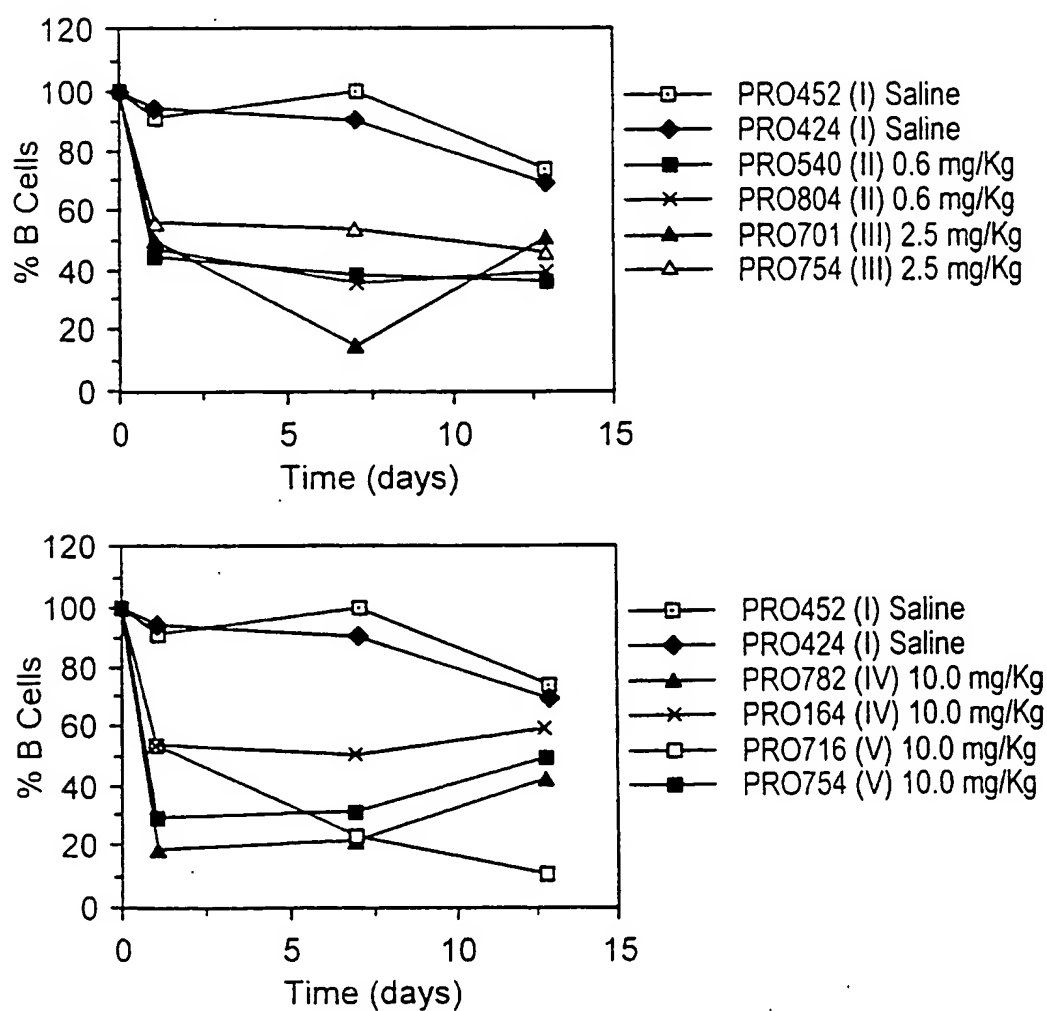 120
100
80
60
40
20
0
% B Cells
0 5 10 15
Time (days)
PRO452 (I) Saline
PRO424 (I) Saline
PRO540 (II) 0.6 mg/Kg
PRO804 (II) 0.6 mg/Kg
PRO701 (III) 2.5 mg/Kg
PRO754 (III) 2.5 mg/Kg
120
100
80
60
40
20
0
% B Cells
0 5 10 15
Time (days)
PRO452 (I) Saline
PRO424 (I) Saline
PRO782 (IV) 10.0 mg/Kg
PRO164 (IV) 10.0 mg/Kg
PRO716 (V) 10.0 mg/Kg
PRO754 (V) 10.0 mg/Kg